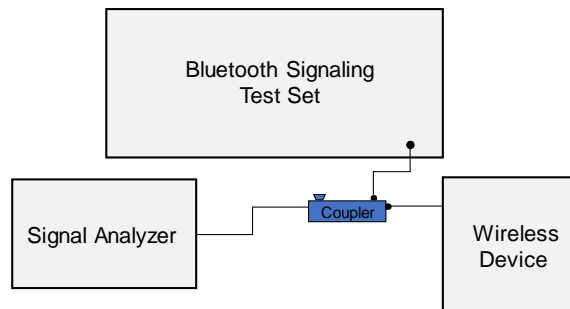 Bluetooth Signaling
Test Set
Coupler
Signal Analyzer
Wireless
Device